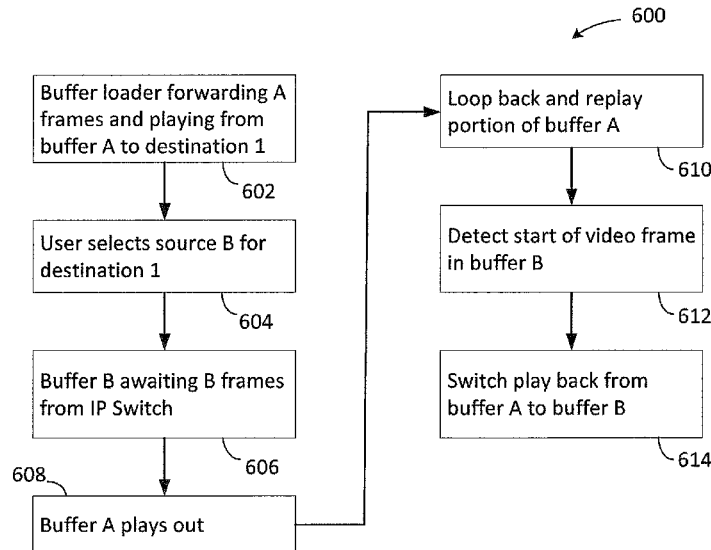 600
Buffer loader forwarding A
frames and playing from
buffer A to destination 1
602
User selects source B for
destination 1
604
Buffer B awaiting B frames
from IP Switch
606
608
Buffer A plays out
Loop back and replay
portion of buffer A
610
Detect start of video frame
in buffer B
612
Switch play back from
buffer A to buffer B
614